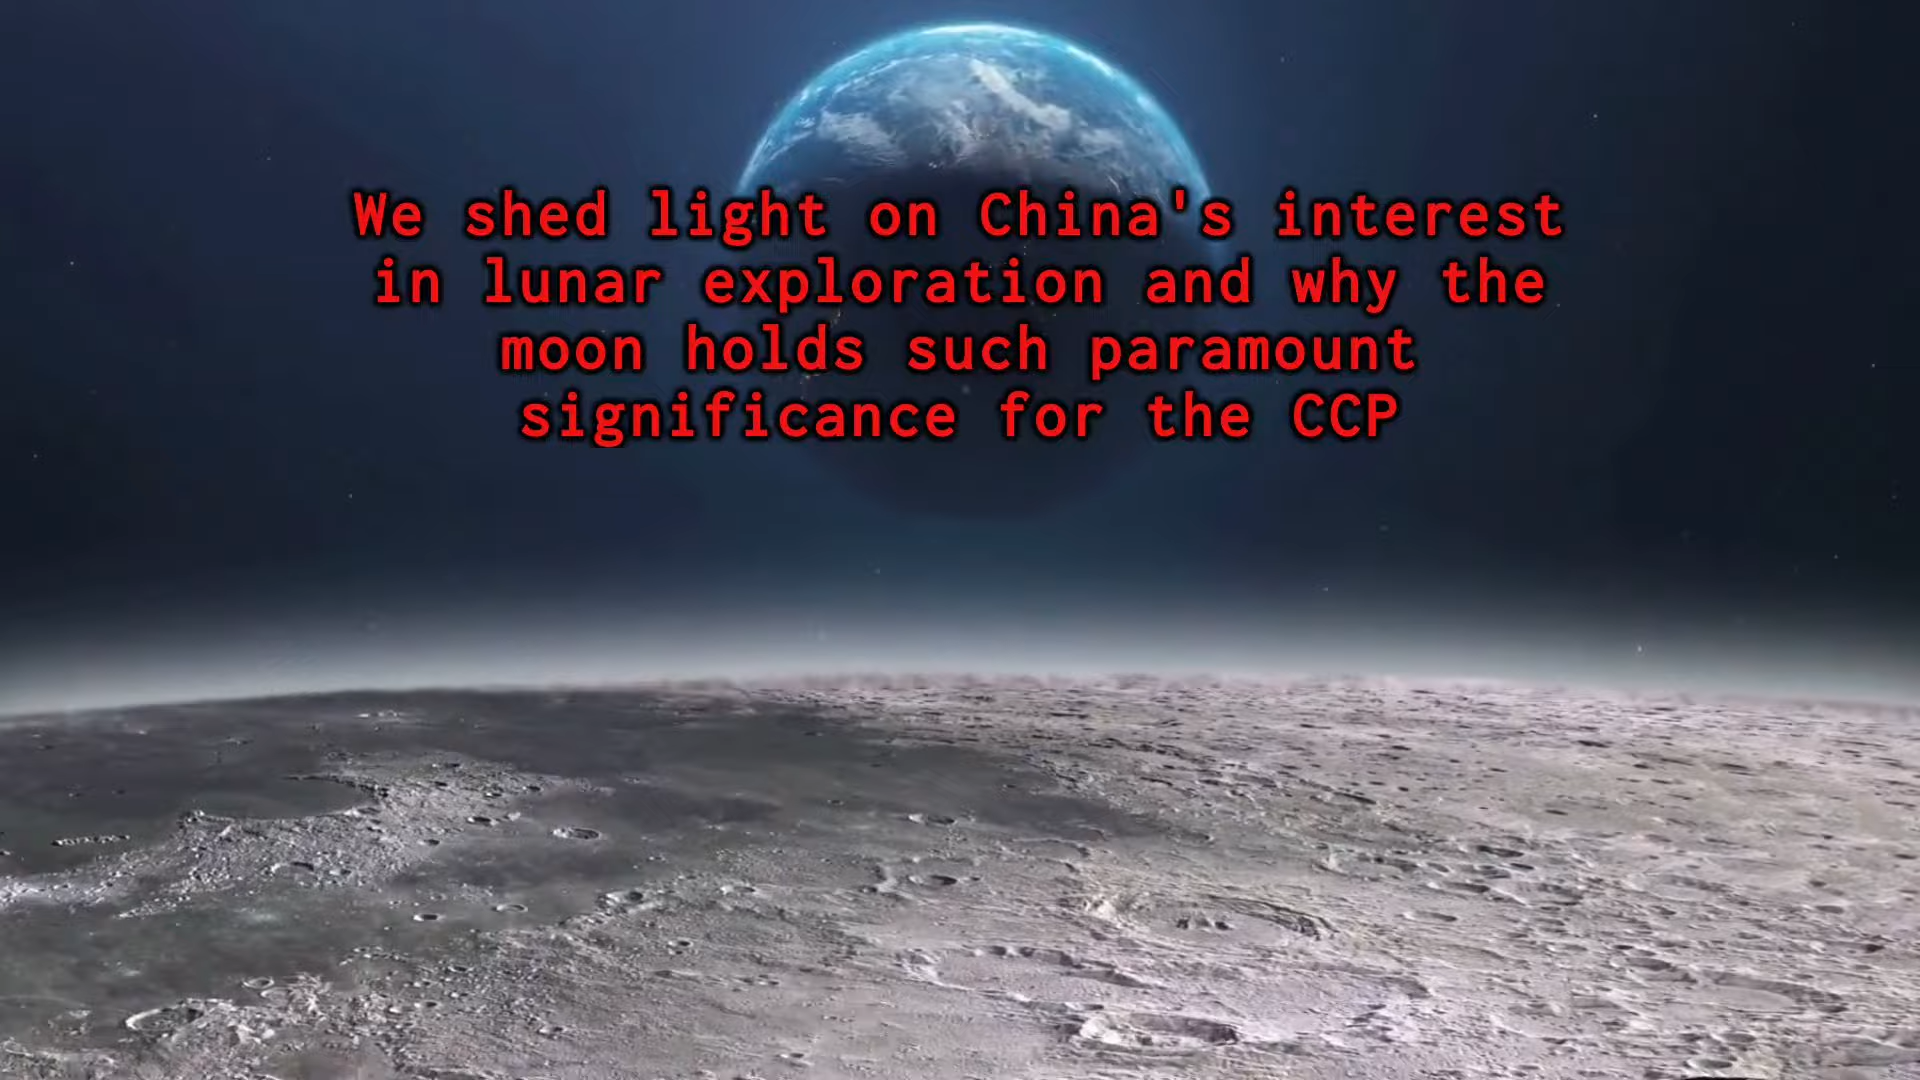 We shed light on China's interest
in lunar exploration and why the
moon holds such paramount
significance for the CCP